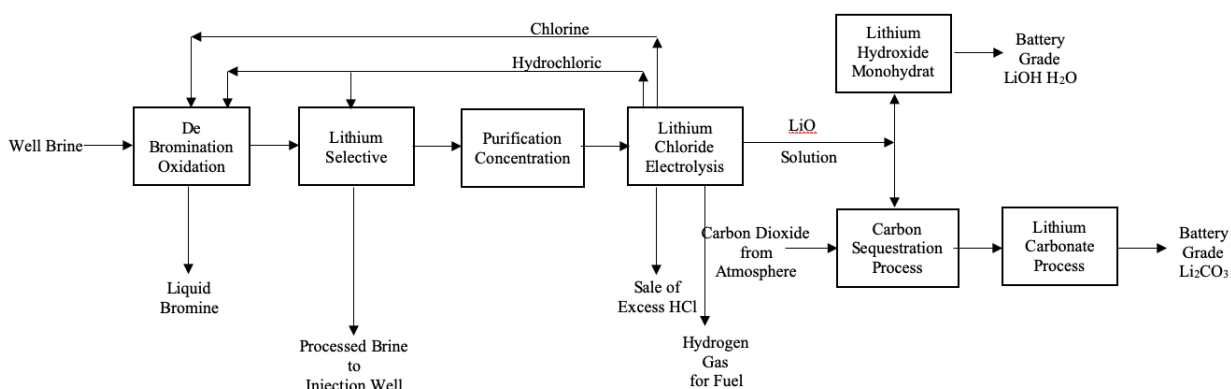 Chlorine
Hydrochloric
Well Brine
De
Bromination
Oxidation
Lithium
Selective
Purification
Concentration
Lithium
Chloride
Electrolysis
LiO
Solution
Lithium
Hydroxide
Monohydrat
Battery
Grade
LiOH H2O
Carbon Dioxide
from
Atmosphere
Carbon
Sequestration
Process
Lithium
Carbonate
Process
Battery
Grade
Li2CO3
Liquid
Bromine
Processed Brine
to
Injection Well
Sale of
Excess HCl
Hydrogen
Gas
for Fuel